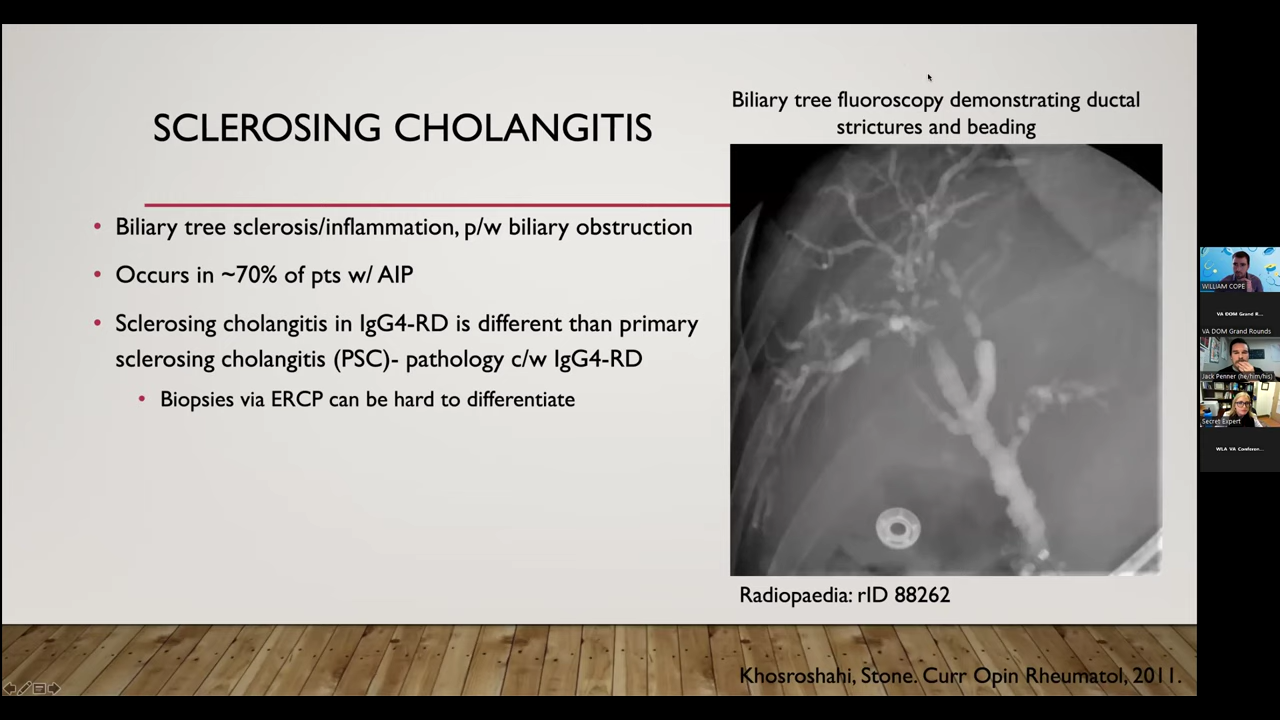 SCLEROSING CHOLANGITIS
• Biliary tree sclerosis/inflammation, p/w biliary obstruction
• Occurs in ~70% of pts w/ AIP
• Sclerosing cholangitis in IgG4-RD is different than primary
sclerosing cholangitis (PSC)- pathology c/w IgG4-RD
• Biopsies via ERCP can be hard to differentiate
Biliary tree fluoroscopy demonstrating ductal
strictures and beading
Radiopaedia: rID 88262
Khosroshahi, Stone. Curr Opin Rheumatol, 2011.
WILLIAM COPE
VA DOM Grand R...
VA DOM Grand Rounds
Jack Penner (he/him/his)
Secret Expert
WLA VA Conferen...